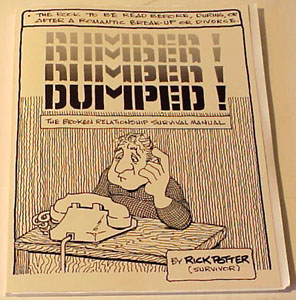 • THE BOOK TO BE READ BEFORE, DURING, OR
AFTER A ROMANTIC BREAK-UP OR DIVORCE.
DUMPED!
DUMPED!
DUMPED!
DUMPED!
THE BROKEN RELATIONSHIP SURVIVAL MANUAL
BY RICK POTTER
(SURVIVOR)